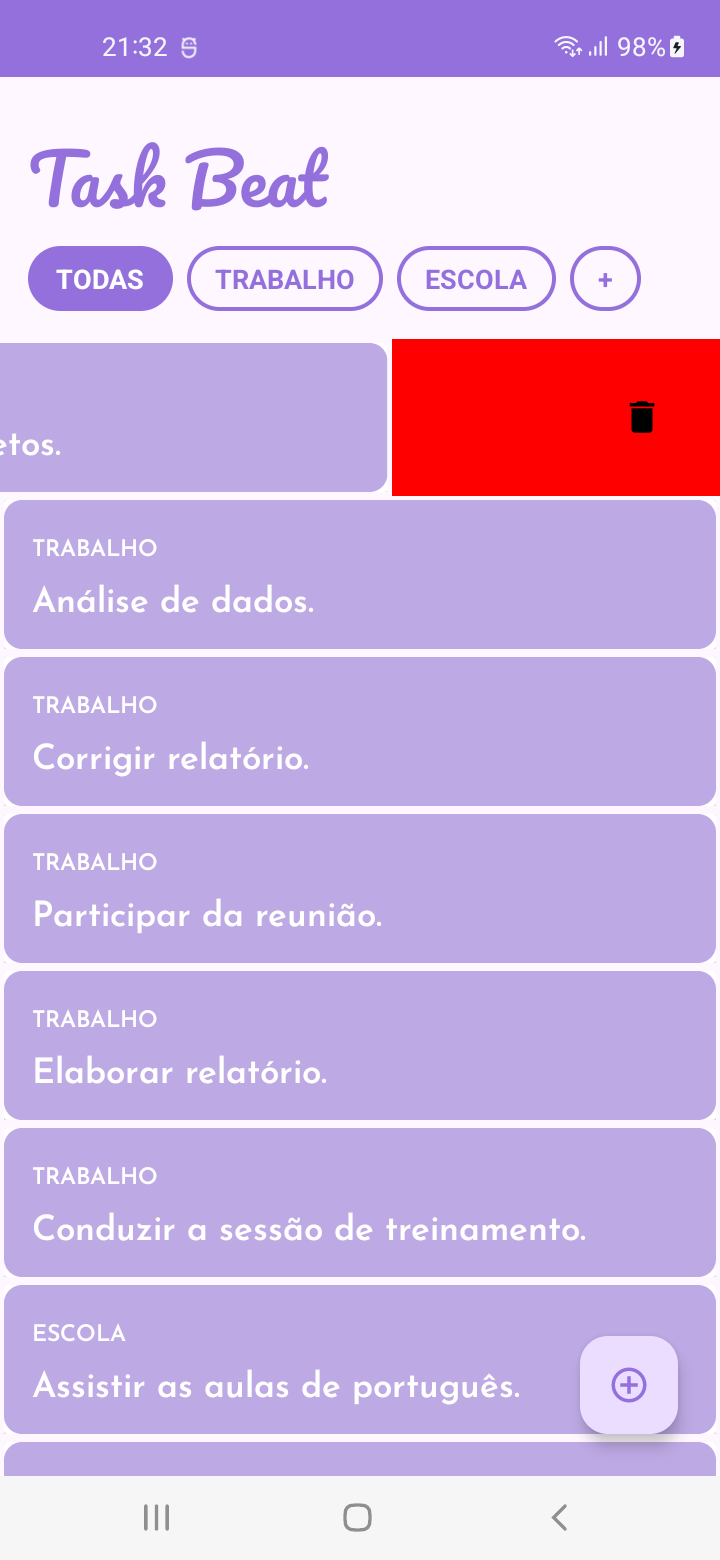 21:32 98%
Task Beat
TODAS TRABALHO ESCOLA +
etos.
TRABALHO
Análise de dados.
TRABALHO
Corrigir relatório.
TRABALHO
Participar da reunião.
TRABALHO
Elaborar relatório.
TRABALHO
Conduzir a sessão de treinamento.
ESCOLA
Assistir as aulas de português.